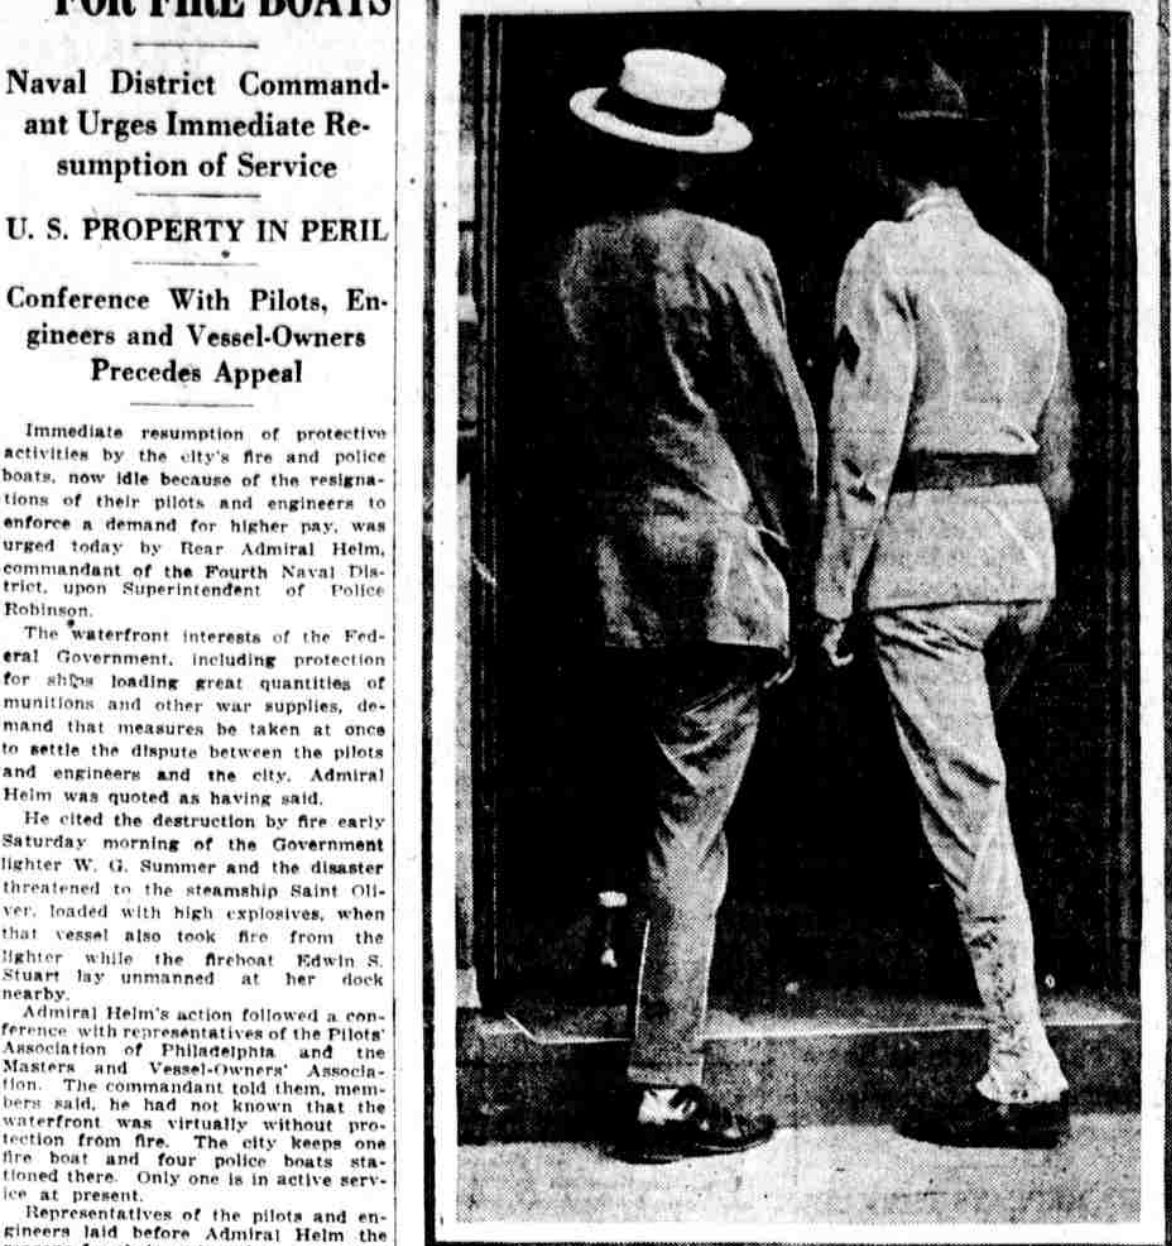 FOR FIRE BOATS
Naval District Command-
ant Urges Immediate Re-
sumption of Service
U. S. PROPERTY IN PERIL
Conference With Pilots, En-
gineers and Vessel-Owners
Precedes Appeal
Immediate resumption of protective
activities by the city's fire and police
boats, now idle because of the resigna-
tions of their pilots and engineers to
enforce a demand for higher pay, was
urged today by Rear Admiral Helm,
commandant of the Fourth Naval Dis-
trict, upon Superintendent of Police
Robinson.
The waterfront interests of the Fed-
eral Government, including protection
for ships loading great quantities of
munitions and other war supplies, de-
mand that measures be taken at once
to settle the dispute between the pilots
and engineers and the city, Admiral
Helm was quoted as having said.
He cited the destruction by fire early
Saturday morning of the Government
lighter W. G. Summer and the disaster
threatened to the steamship Saint Oli-
ver, loaded with high explosives, when
that vessel also took fire from the
lighter while the fireboat Edwin S.
Stuart lay unmanned at her dock
nearby.
Admiral Helm's action followed a con-
ference with representatives of the Pilots'
Association of Philadelphia and the
Masters and Vessel-Owners' Associa-
tion. The commandant told them, mem-
bers said, he had not known that the
waterfront was virtually without pro-
tection from fire. The city keeps one
fire boat and four police boats sta-
tioned there. Only one is in active serv-
ice at present.
Representatives of the pilots and en-
gineers laid before Admiral Helm the